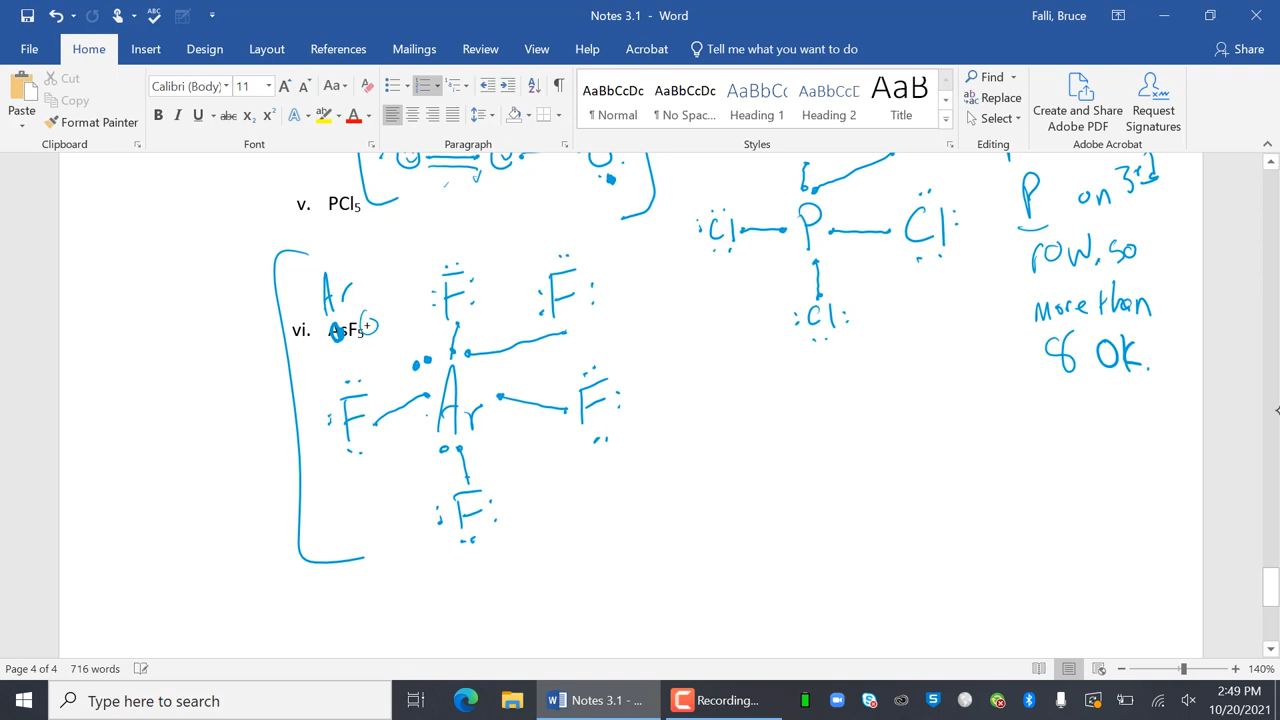 Notes 3.1 - Word
Falli, Bruce
File Home Insert Design Layout References Mailings Review View Help Acrobat Tell me what you want to do Share
Paste
Cut
Copy
Format Painter
Calibri (Body) 11
Aa
B I U abc x₂ x²
A A
AaBbCcDc AaBbCcDc AaBbCc AaBbCcD AaB
¶ Normal ¶ No Spac... Heading 1 Heading 2 Title
Find
Replace
Select
Create and Share Adobe PDF
Request Signatures
Clipboard Font Paragraph Styles Editing Adobe Acrobat
v. PCl5
Cl P Cl
Cl
P on 3rd
row, so
more than
8 OK.
Ar F F
vi. AsF5+
F Ar F
F
Page 4 of 4 716 words
140%
Type here to search
Notes 3.1 - ...
Recording...
2:49 PM
10/20/2021